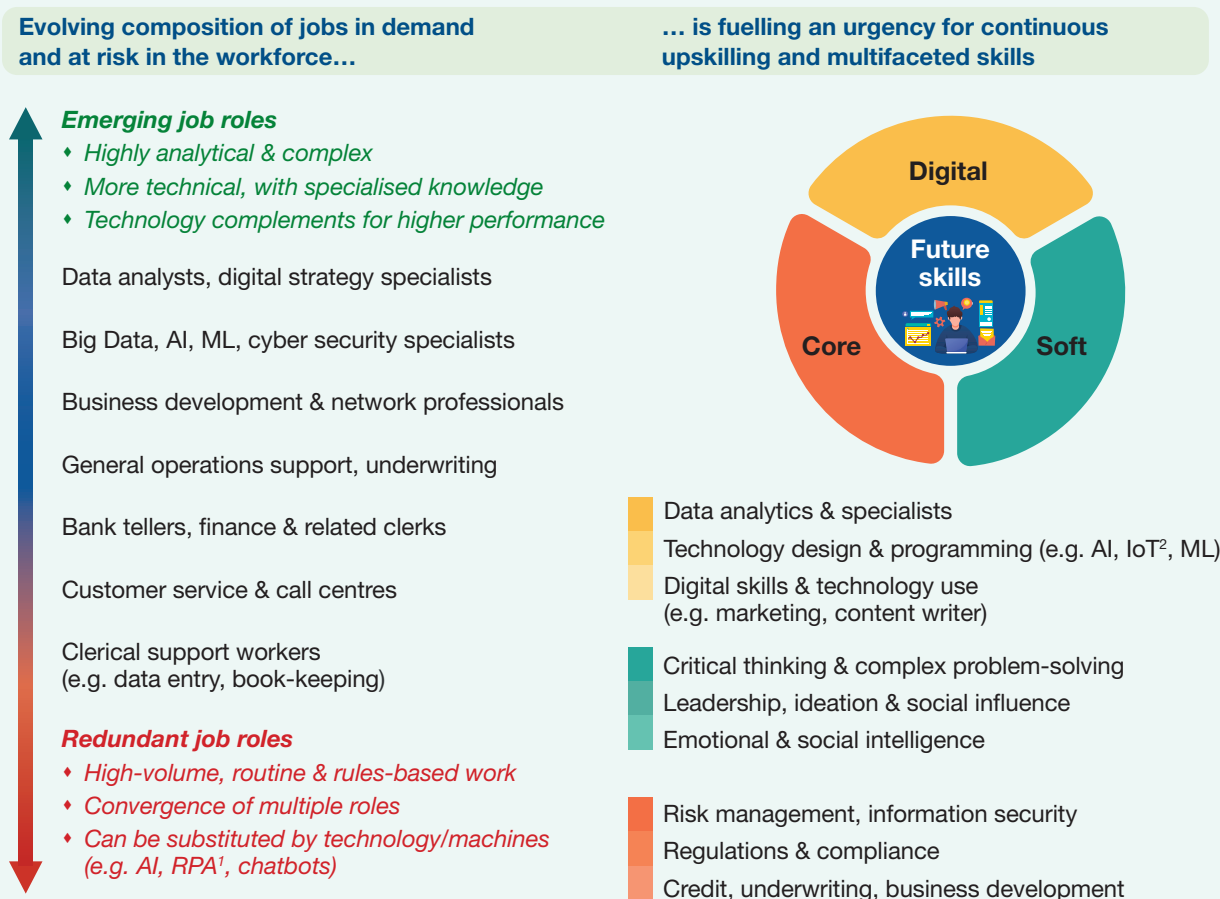 Evolving composition of jobs in demand
and at risk in the workforce…
… is fuelling an urgency for continuous
upskilling and multifaceted skills
Emerging job roles
♦ Highly analytical & complex
♦ More technical, with specialised knowledge
♦ Technology complements for higher performance
Data analysts, digital strategy specialists
Big Data, AI, ML, cyber security specialists
Business development & network professionals
General operations support, underwriting
Bank tellers, finance & related clerks
Customer service & call centres
Clerical support workers
(e.g. data entry, book-keeping)
Redundant job roles
♦ High-volume, routine & rules-based work
♦ Convergence of multiple roles
♦ Can be substituted by technology/machines
(e.g. AI, RPA¹, chatbots)
Digital
Future
skills
Core
Soft
Data analytics & specialists
Technology design & programming (e.g. AI, IoT², ML)
Digital skills & technology use
(e.g. marketing, content writer)
Critical thinking & complex problem-solving
Leadership, ideation & social influence
Emotional & social intelligence
Risk management, information security
Regulations & compliance
Credit, underwriting, business development